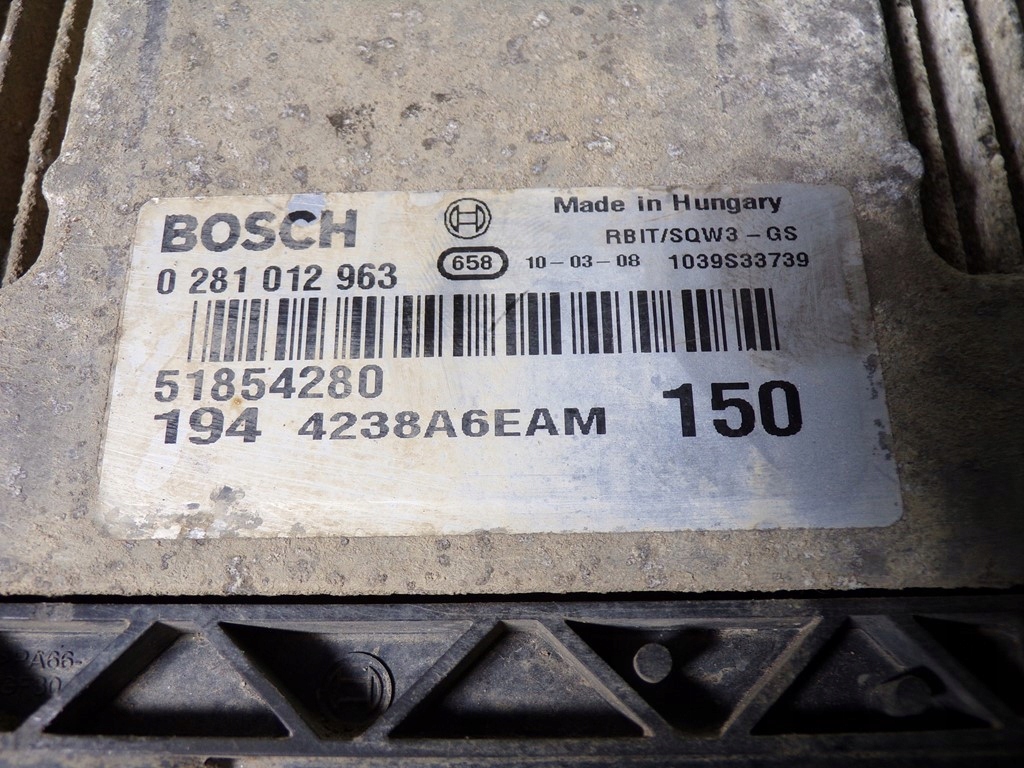 BOSCH
Made in Hungary
RBIT/SQW3-GS
0 281 012 963
658 10-03-08 1039S33739
51854280
194 4238A6EAM 150